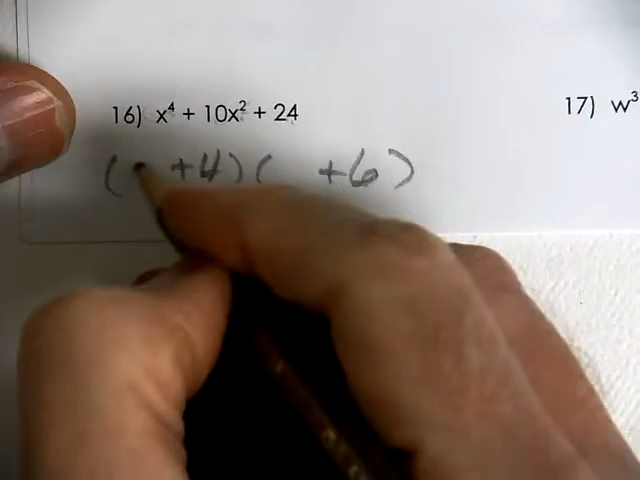 16) x⁴ + 10x² + 24
17) w³
( +4)( +6)